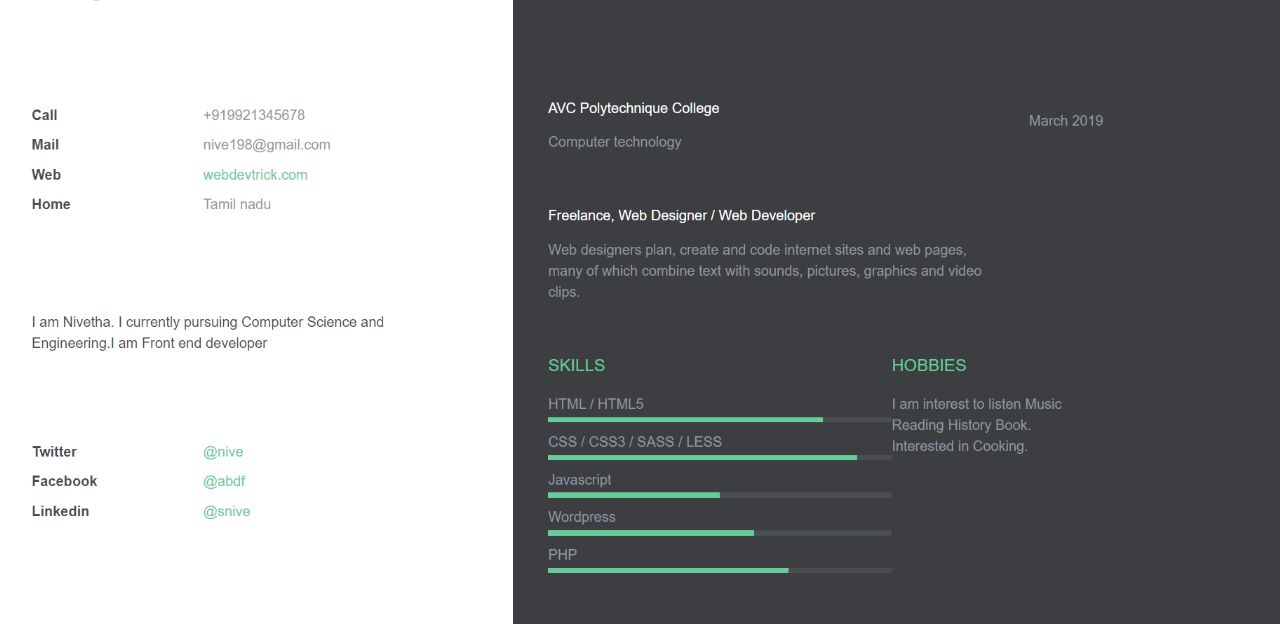 Call +919921345678
Mail nive198@gmail.com
Web webdevtrick.com
Home Tamil nadu
I am Nivetha. I currently pursuing Computer Science and
Engineering.I am Front end developer
Twitter @nive
Facebook @abdf
Linkedin @snive
AVC Polytechnique College
March 2019
Computer technology
Freelance, Web Designer / Web Developer
Web designers plan, create and code internet sites and web pages,
many of which combine text with sounds, pictures, graphics and video
clips.
SKILLS
HTML / HTML5
CSS / CSS3 / SASS / LESS
Javascript
Wordpress
PHP
HOBBIES
I am interest to listen Music
Reading History Book.
Interested in Cooking.